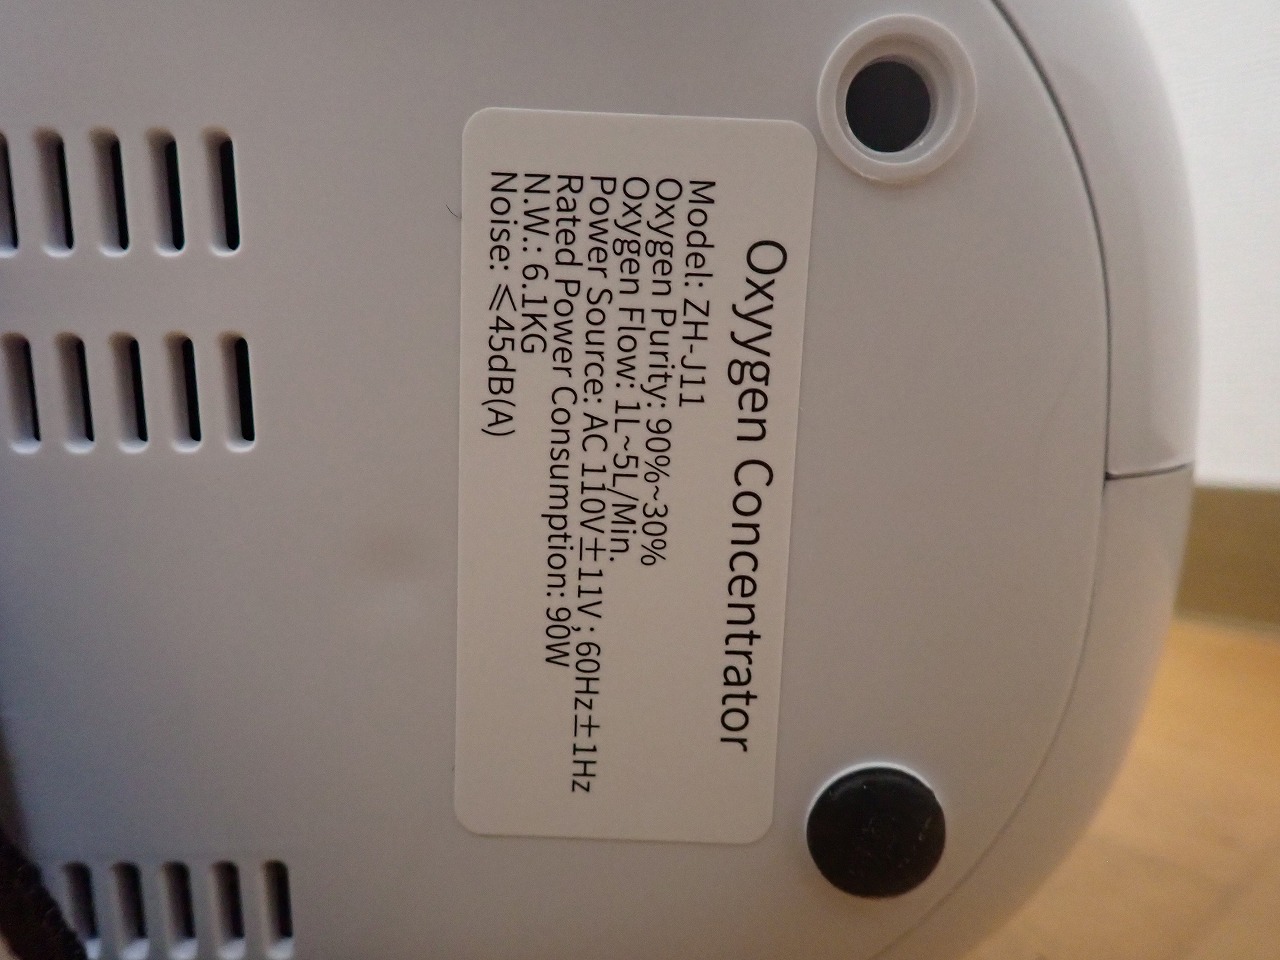 Oxygen Concentrator
Model: ZH-J11
Oxygen Purity: 90%~30%
Oxygen Flow: 1L~5L/Min.
Power Source: AC 110V±11V ; 60Hz±1Hz
Rated Power Consumption: 90W
N.W.: 6.1KG
Noise: ≤45dB(A)